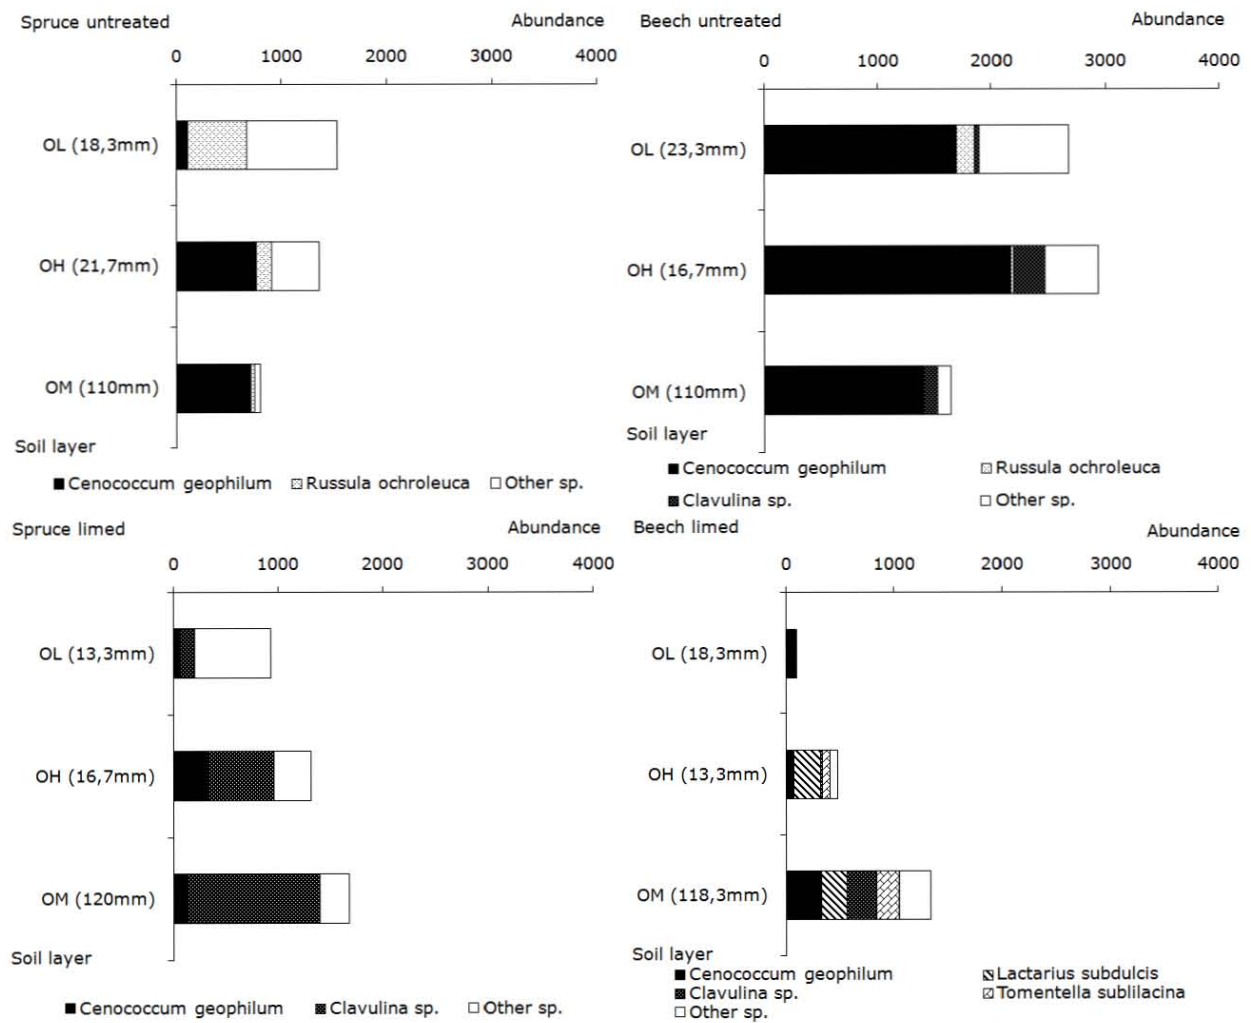 Spruce untreated Abundance
0 1000 2000 3000 4000
OL (18,3mm)
OH (21,7mm)
OM (110mm)
Soil layer
Cenococcum geophilum Russula ochroleuca Other sp.
Beech untreated Abundance
0 1000 2000 3000 4000
OL (23,3mm)
OH (16,7mm)
OM (110mm)
Soil layer
Cenococcum geophilum Russula ochroleuca
Clavulina sp. Other sp.
Spruce limed Abundance
0 1000 2000 3000 4000
OL (13,3mm)
OH (16,7mm)
OM (120mm)
Soil layer
Cenococcum geophilum Clavulina sp. Other sp.
Beech limed Abundance
0 1000 2000 3000 4000
OL (18,3mm)
OH (13,3mm)
OM (118,3mm)
Soil layer
Cenococcum geophilum Lactarius subdulcis
Clavulina sp. Tomentella sublilacina
Other sp.